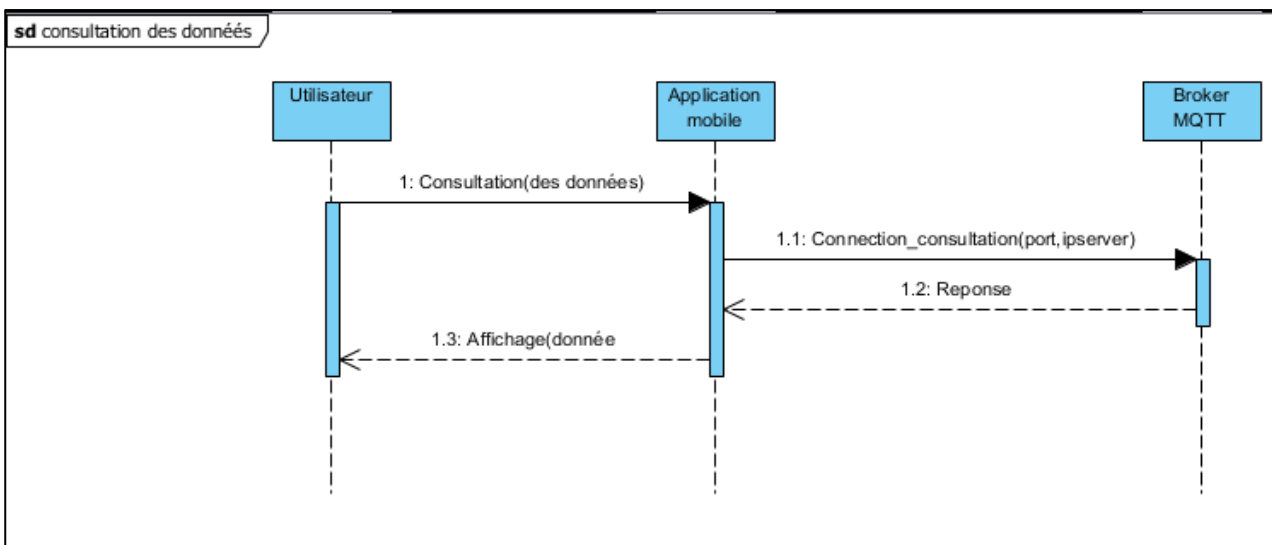 sd consultation des donnéés
Utilisateur
Application
mobile
Broker
MQTT
1: Consultation(des données)
1.1: Connection_consultation(port,ipserver)
1.2: Reponse
1.3: Affichage(donnée